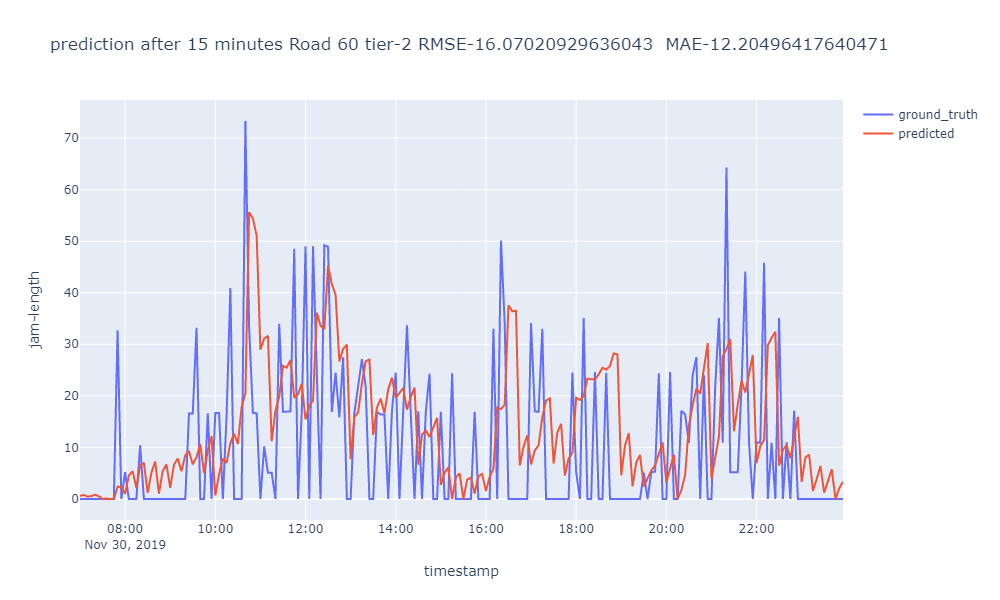 prediction after 15 minutes Road 60 tier-2 RMSE-16.07020929636043  MAE-12.20496417640471
ground_truth
predicted
70
60
50
40
30
20
10
0
jam-length
08:00 10:00 12:00 14:00 16:00 18:00 20:00 22:00
Nov 30, 2019
timestamp